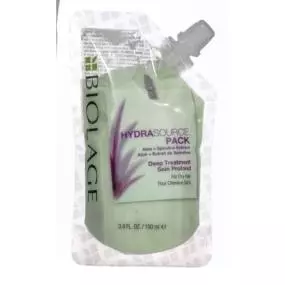 BIOLAGE
HYDRASOURCE
PACK
Aloe + Spirulina Extract
Aloe + Extrait de Spiruline
Deep Treatment
Soin Profond
For Dry Hair
Pour Cheveux Secs
3.4 FL. OZ. / 100 ml ℮